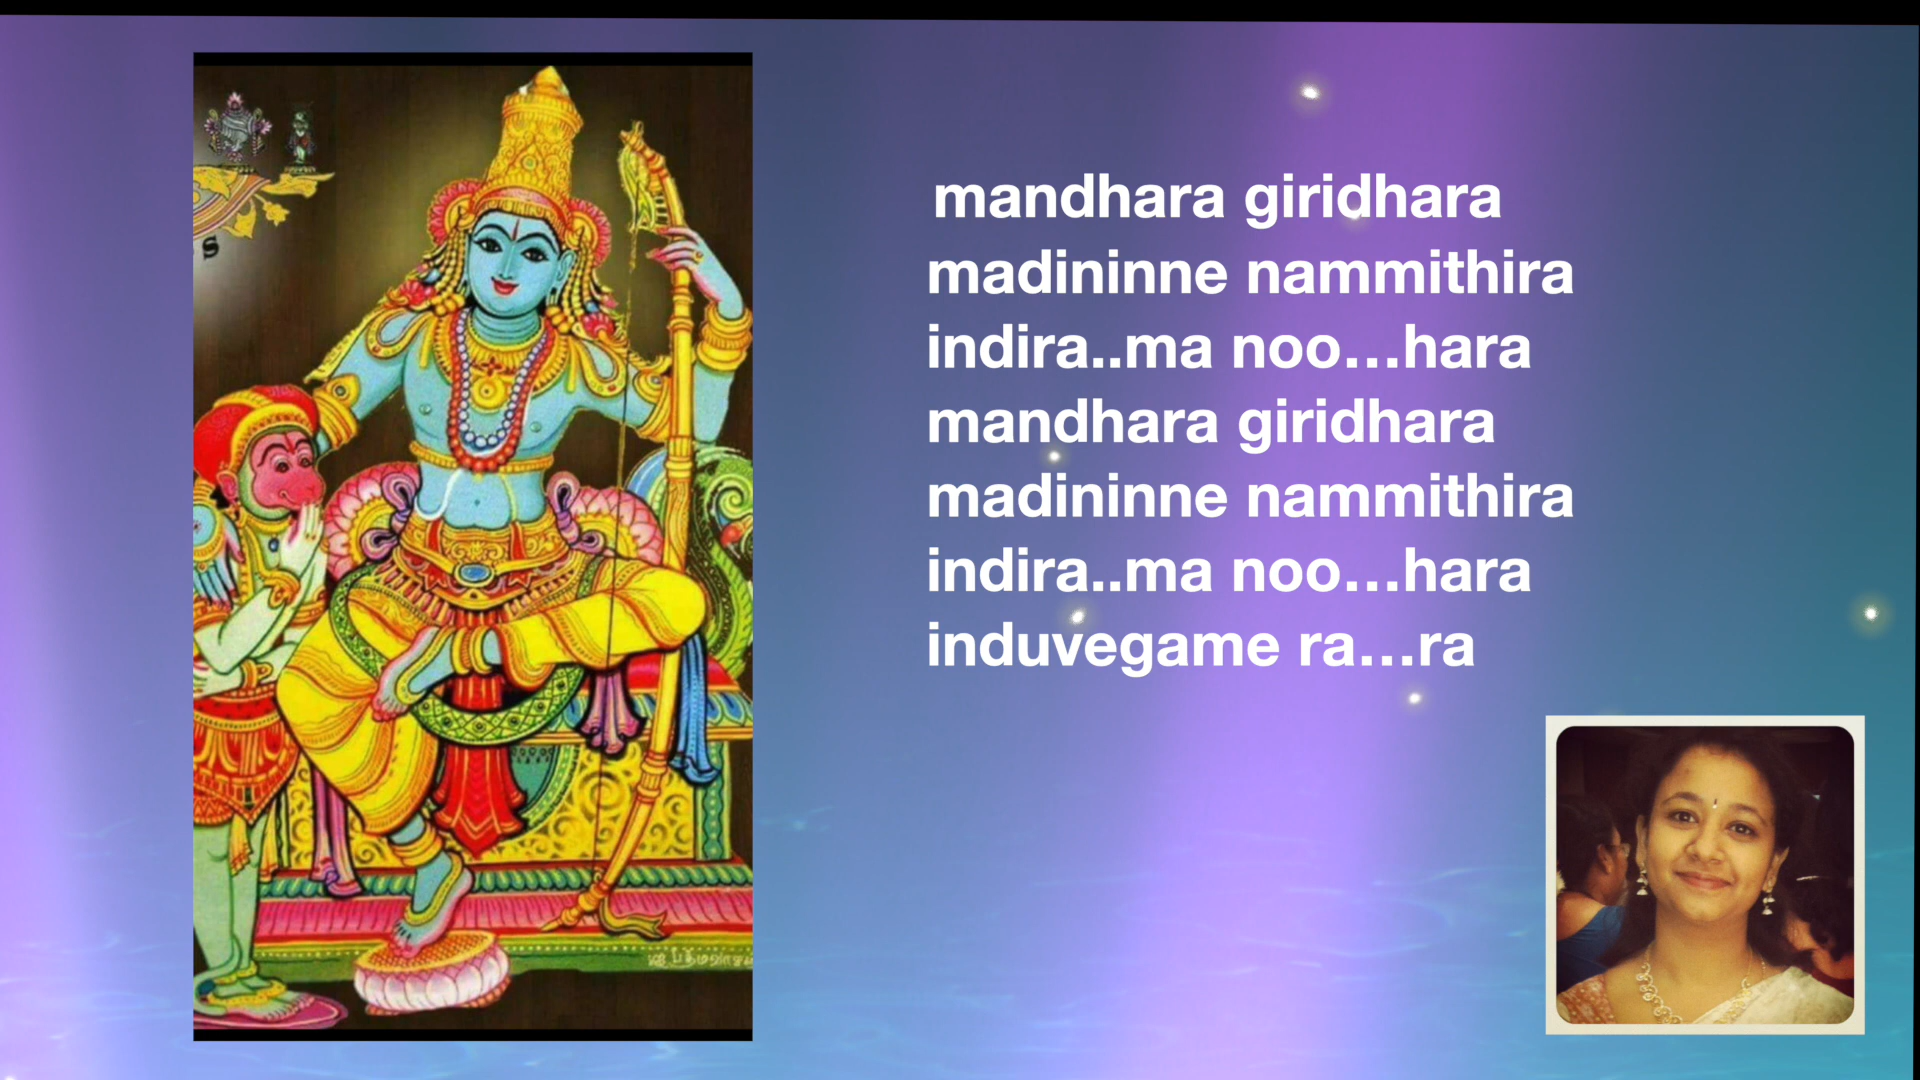 s
mandhara giridhara
madininne nammithira
indira..ma noo...hara
mandhara giridhara
madininne nammithira
indira..ma noo...hara
induvegame ra...ra